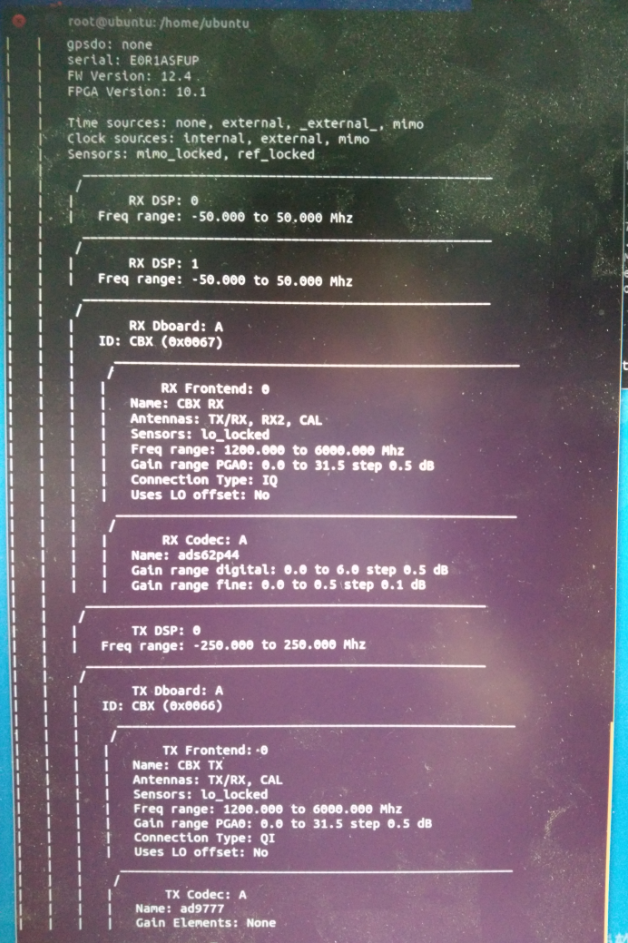 root@ubuntu: /home/ubuntu
gpsdo: none
serial: E0R1ASFUP
FW Version: 12.4
FPGA Version: 10.1
Time sources: none, external, _external_, mimo
Clock sources: internal, external, mimo
Sensors: mimo_locked, ref_locked
RX DSP: 0
Freq range: -50.000 to 50.000 Mhz
RX DSP: 1
Freq range: -50.000 to 50.000 Mhz
RX Dboard: A
ID: CBX (0x0067)
RX Frontend: 0
Name: CBX RX
Antennas: TX/RX, RX2, CAL
Sensors: lo_locked
Freq range: 1200.000 to 6000.000 Mhz
Gain range PGA0: 0.0 to 31.5 step 0.5 dB
Connection Type: IQ
Uses LO offset: No
RX Codec: A
Name: ads62p44
Gain range digital: 0.0 to 6.0 step 0.5 dB
Gain range fine: 0.0 to 0.5 step 0.1 dB
TX DSP: 0
Freq range: -250.000 to 250.000 Mhz
TX Dboard: A
ID: CBX (0x0066)
TX Frontend: 0
Name: CBX TX
Antennas: TX/RX, CAL
Sensors: lo_locked
Freq range: 1200.000 to 6000.000 Mhz
Gain range PGA0: 0.0 to 31.5 step 0.5 dB
Connection Type: QI
Uses LO offset: No
TX Codec: A
Name: ad9777
Gain Elements: None